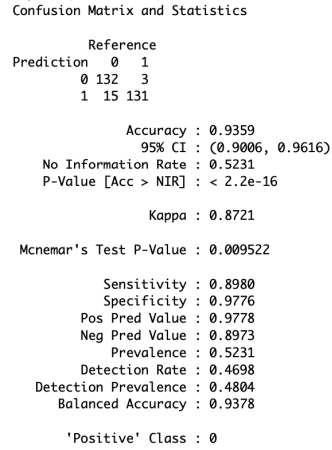 Confusion Matrix and Statistics
Reference
Prediction 0 1
0 132 3
1 15 131
Accuracy : 0.9359
95% CI : (0.9006, 0.9616)
No Information Rate : 0.5231
P-Value [Acc > NIR] : < 2.2e-16
Kappa : 0.8721
Mcnemar's Test P-Value : 0.009522
Sensitivity : 0.8980
Specificity : 0.9776
Pos Pred Value : 0.9778
Neg Pred Value : 0.8973
Prevalence : 0.5231
Detection Rate : 0.4698
Detection Prevalence : 0.4804
Balanced Accuracy : 0.9378
'Positive' Class : 0